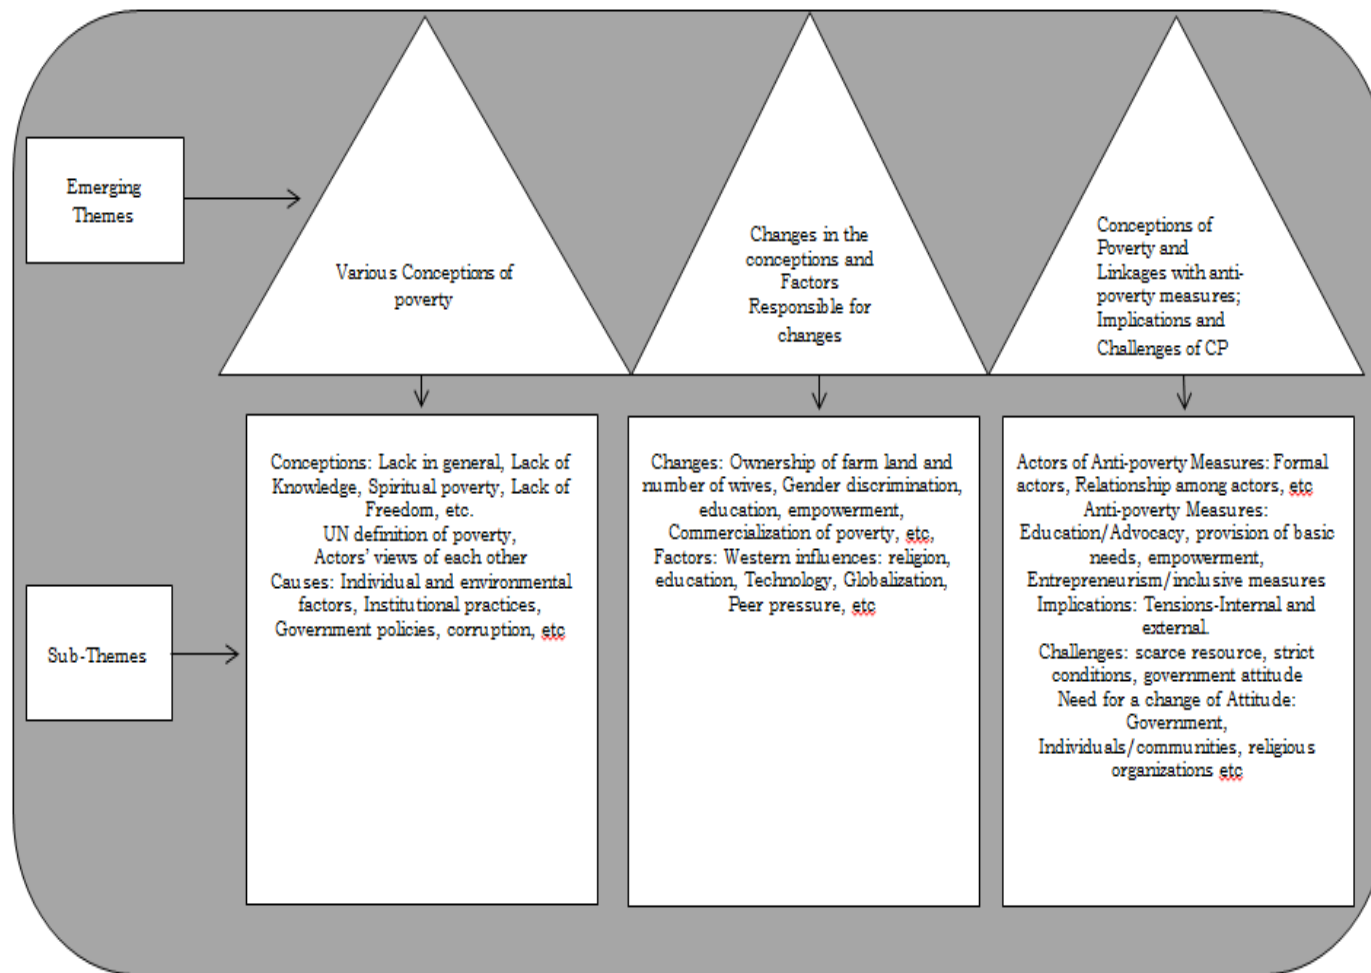 Emerging
Themes
Various Conceptions of
poverty
Changes in the
conceptions and
Factors
Responsible for
changes
Conceptions of
Poverty and
Linkages with anti-
poverty measures;
Implications and
Challenges of CP
Sub-Themes
Conceptions: Lack in general, Lack of
Knowledge, Spiritual poverty, Lack of
Freedom, etc.
UN definition of poverty,
Actors' views of each other
Causes: Individual and environmental
factors, Institutional practices,
Government policies, corruption, etc
Changes: Ownership of farm land and
number of wives, Gender discrimination,
education, empowerment,
Commercialization of poverty, etc,
Factors: Western influences: religion,
education, Technology, Globalization,
Peer pressure, etc
Actors of Anti-poverty Measures: Formal
actors, Relationship among actors, etc
Anti-poverty Measures:
Education/Advocacy, provision of basic
needs, empowerment,
Entrepreneurism/inclusive measures
Implications: Tensions-Internal and
external.
Challenges: scarce resource, strict
conditions, government attitude
Need for a change of Attitude:
Government,
Individuals/communities, religious
organizations etc